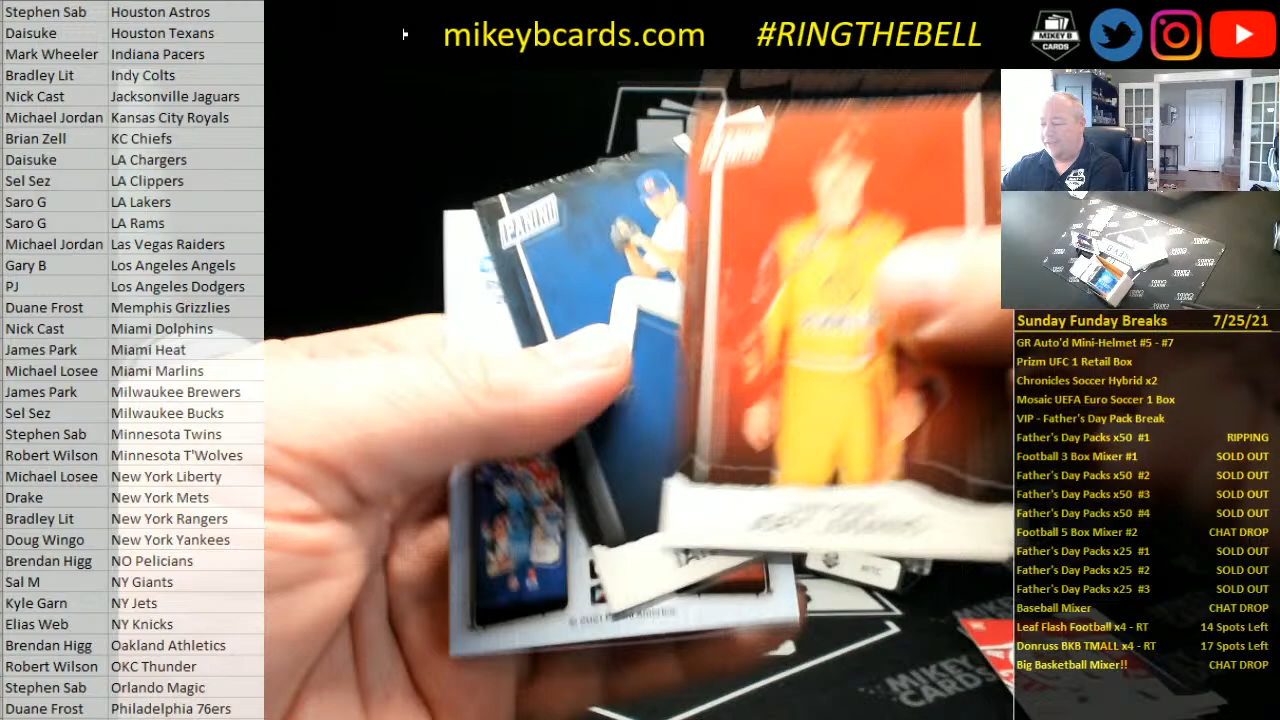 Stephen Sab Houston Astros
Daisuke Houston Texans
Mark Wheeler Indiana Pacers
Bradley Lit Indy Colts
Nick Cast Jacksonville Jaguars
Michael Jordan Kansas City Royals
Brian Zell KC Chiefs
Daisuke LA Chargers
Sel Sez LA Clippers
Saro G LA Lakers
Saro G LA Rams
Michael Jordan Las Vegas Raiders
Gary B Los Angeles Angels
PJ Los Angeles Dodgers
Duane Frost Memphis Grizzlies
Nick Cast Miami Dolphins
James Park Miami Heat
Michael Losee Miami Marlins
James Park Milwaukee Brewers
Sel Sez Milwaukee Bucks
Stephen Sab Minnesota Twins
Robert Wilson Minnesota T'Wolves
Michael Losee New York Liberty
Drake New York Mets
Bradley Lit New York Rangers
Doug Wingo New York Yankees
Brendan Higg NO Pelicians
Sal M NY Giants
Kyle Garn NY Jets
Elias Web NY Knicks
Brendan Higg Oakland Athletics
Robert Wilson OKC Thunder
Stephen Sab Orlando Magic
Duane Frost Philadelphia 76ers
mikeybcards.com #RINGTHEBELL
MIKEY B
CARDS
PANINI
MIKEY
CARDS
Sunday Funday Breaks 7/25/21
GR Auto'd Mini-Helmet #5 - #7
Prizm UFC 1 Retail Box
Chronicles Soccer Hybrid x2
Mosaic UEFA Euro Soccer 1 Box
VIP - Father's Day Pack Break
Father's Day Packs x50 #1 RIPPING
Football 3 Box Mixer #1 SOLD OUT
Father's Day Packs x50 #2 SOLD OUT
Father's Day Packs x50 #3 SOLD OUT
Father's Day Packs x50 #4 SOLD OUT
Football 5 Box Mixer #2 CHAT DROP
Father's Day Packs x25 #1 SOLD OUT
Father's Day Packs x25 #2 SOLD OUT
Father's Day Packs x25 #3 SOLD OUT
Baseball Mixer CHAT DROP
Leaf Flash Football x4 - RT 14 Spots Left
Donruss BKB TMALL x4 - RT 17 Spots Left
Big Basketball Mixer!! CHAT DROP